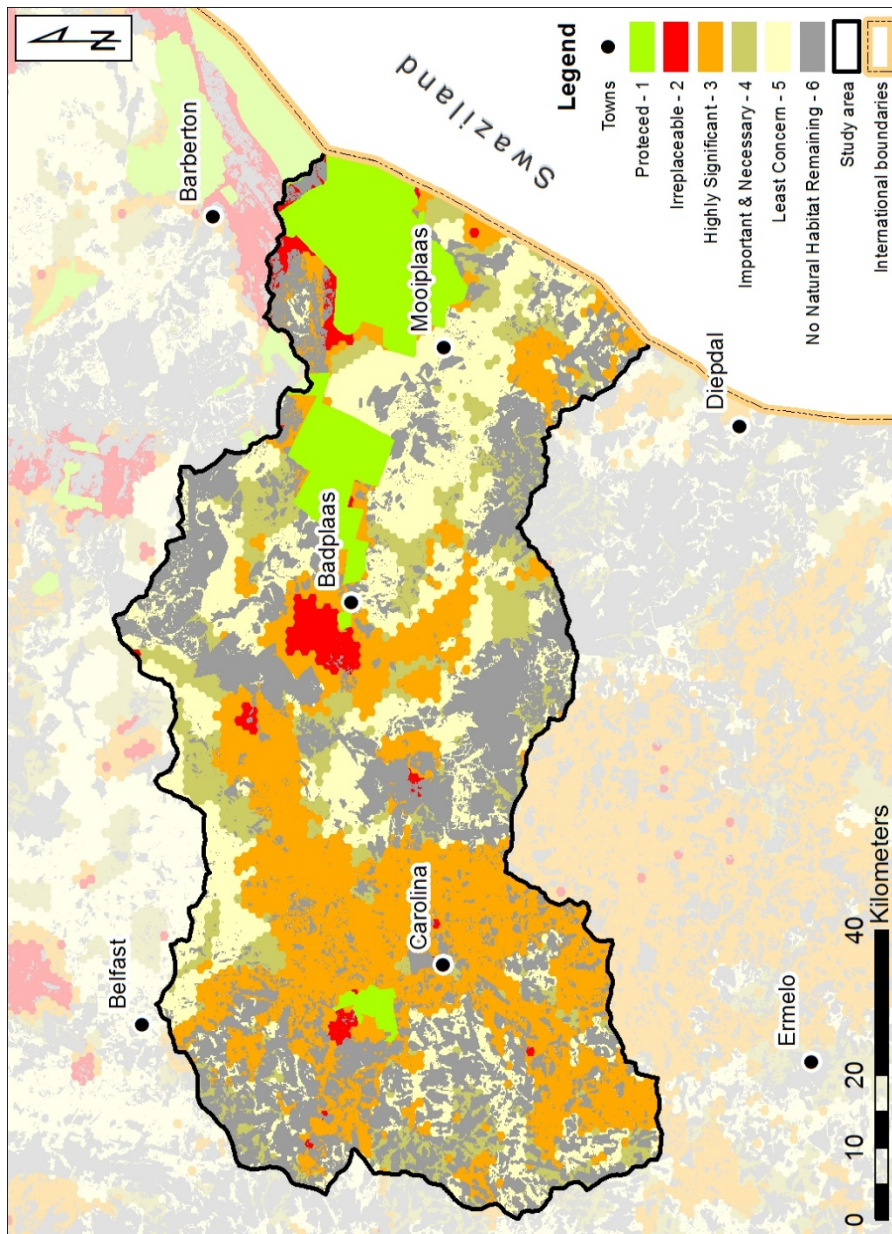 N
Barberton
Swaziland
Belfast
Badplaas
Mooiplaas
Carolina
Diepdal
Ermelo
Legend
Towns
Proteced - 1
Irreplaceable - 2
Highly Significant - 3
Important & Necessary - 4
Least Concern - 5
No Natural Habitat Remaining - 6
Study area
International boundaries
0 10 20 40
Kilometers